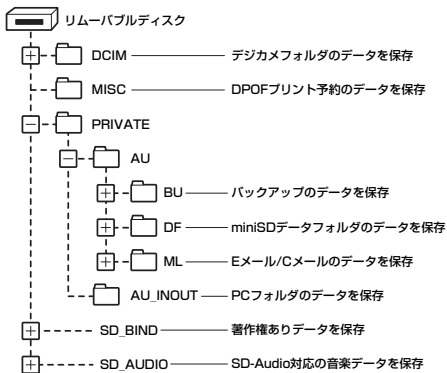 リムーバブルディスク
DCIM デジカメフォルダのデータを保存
MISC DPOFプリント予約のデータを保存
PRIVATE
AU
BU バックアップのデータを保存
DF miniSDデータフォルダのデータを保存
ML Eメール/Cメールのデータを保存
AU_INOUT PCフォルダのデータを保存
SD_BIND 著作権ありデータを保存
SD_AUDIO SD-Audio対応の音楽データを保存